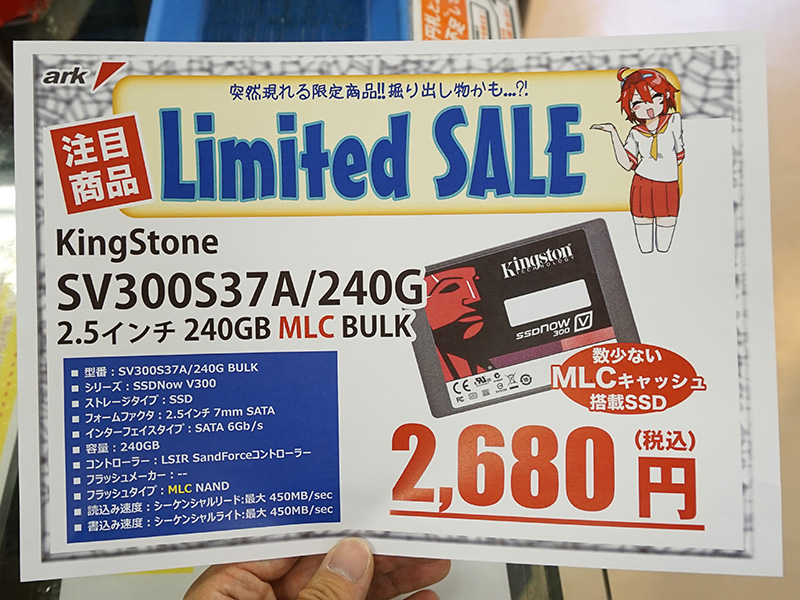 ark
突然現れる限定商品!!掘り出し物かも...?!
注目
商品
Limited SALE
KingStone
SV300S37A/240G
2.5インチ 240GB MLC BULK
Kingston
TECHNOLOGY
SSDNOW V
300
■ 型番：SV300S37A/240G BULK
■ シリーズ：SSDNow V300
■ ストレージタイプ：SSD
■ フォームファクタ：2.5インチ 7mm SATA
■ インターフェイスタイプ：SATA 6Gb/s
■ 容量：240GB
■ コントローラー：LSIR SandForceコントローラー
■ フラッシュメーカー：--
■ フラッシュタイプ：MLC NAND
■ 読込み速度：シーケンシャルリード:最大 450MB/sec
■ 書込み速度：シーケンシャルライト:最大 450MB/sec
数少ない
MLCキャッシュ
搭載SSD
2,680円
(税込)